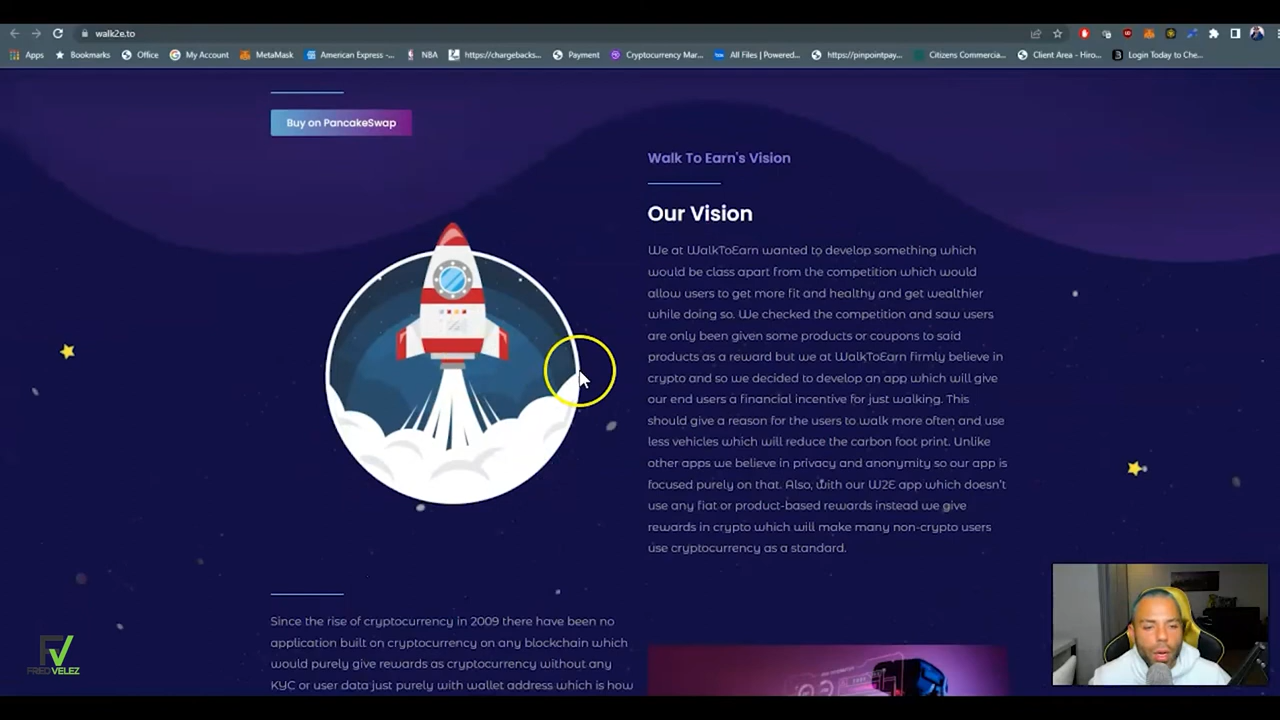 walk2e.to
Apps Bookmarks Office My Account MetaMask American Express -... NBA https://chargebacks... Payment Cryptocurrency Mar... All Files | Powered... https://pinpointpay... Citizens Commercia... Client Area - Hiro... Login Today to Che...
Buy on PancakeSwap
Walk To Earn's Vision
Our Vision
We at WalkToEarn wanted to develop something which
would be class apart from the competition which would
allow users to get more fit and healthy and get wealthier
while doing so. We checked the competition and saw users
are only been given some products or coupons to said
products as a reward but we at WalkToEarn firmly believe in
crypto and so we decided to develop an app which will give
our end users a financial incentive for just walking. This
should give a reason for the users to walk more often and use
less vehicles which will reduce the carbon foot print. Unlike
other apps we believe in privacy and anonymity so our app is
focused purely on that. Also, with our W2E app which doesn't
use any fiat or product-based rewards instead we give
rewards in crypto which will make many non-crypto users
use cryptocurrency as a standard.
Since the rise of cryptocurrency in 2009 there have been no
application built on cryptocurrency on any blockchain which
would purely give rewards as cryptocurrency without any
KYC or user data just purely with wallet address which is how
FRED VELEZ